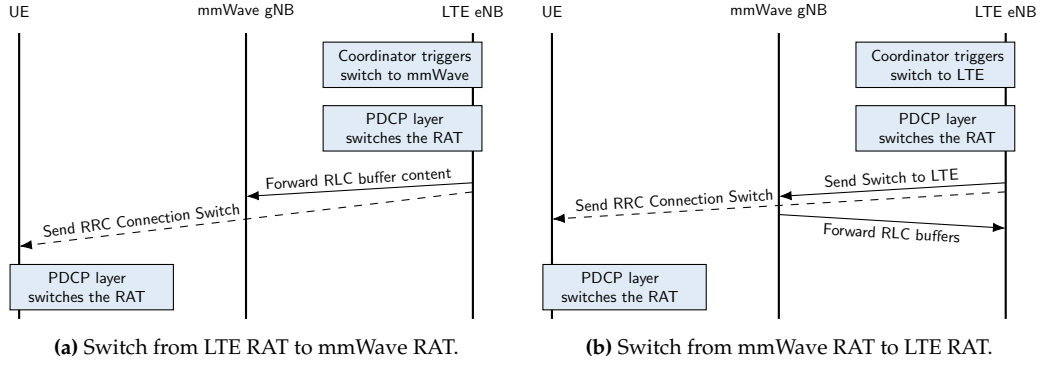 UE
mmWave gNB
LTE eNB
Coordinator triggers
switch to mmWave
PDCP layer
switches the RAT
Forward RLC buffer content
Send RRC Connection Switch
PDCP layer
switches the RAT
(a) Switch from LTE RAT to mmWave RAT.
UE
mmWave gNB
LTE eNB
Coordinator triggers
switch to LTE
PDCP layer
switches the RAT
Send Switch to LTE
Send RRC Connection Switch
Forward RLC buffers
PDCP layer
switches the RAT
(b) Switch from mmWave RAT to LTE RAT.